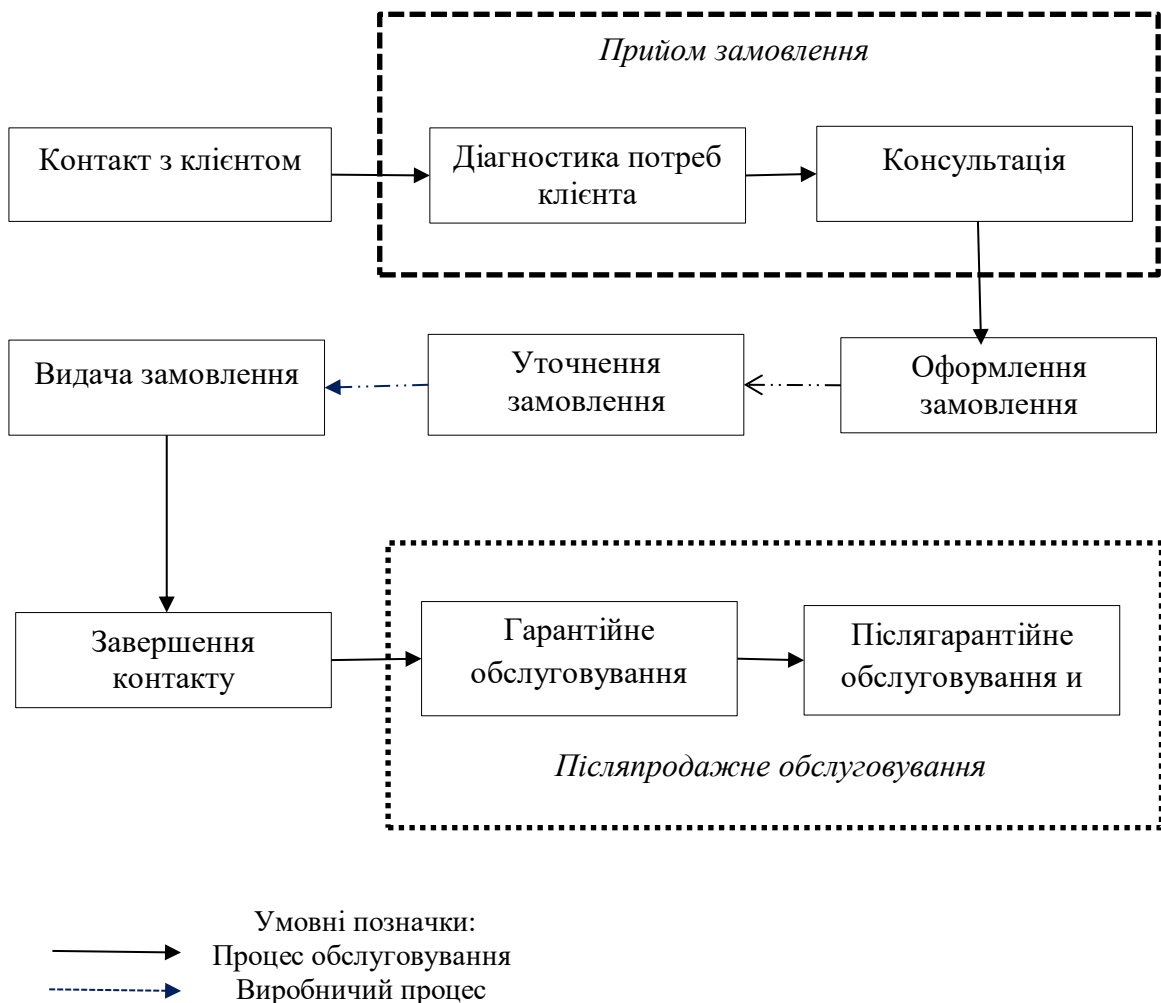 Прийом замовлення
Контакт з клієнтом
Діагностика потреб
клієнта
Консультація
Видача замовлення
Уточнення
замовлення
Оформлення
замовлення
Завершення
контакту
Гарантійне
обслуговування
Післягарантійне
обслуговування и
Післяпродажне обслуговування
Умовні позначки:
Процес обслуговування
Виробничий процес